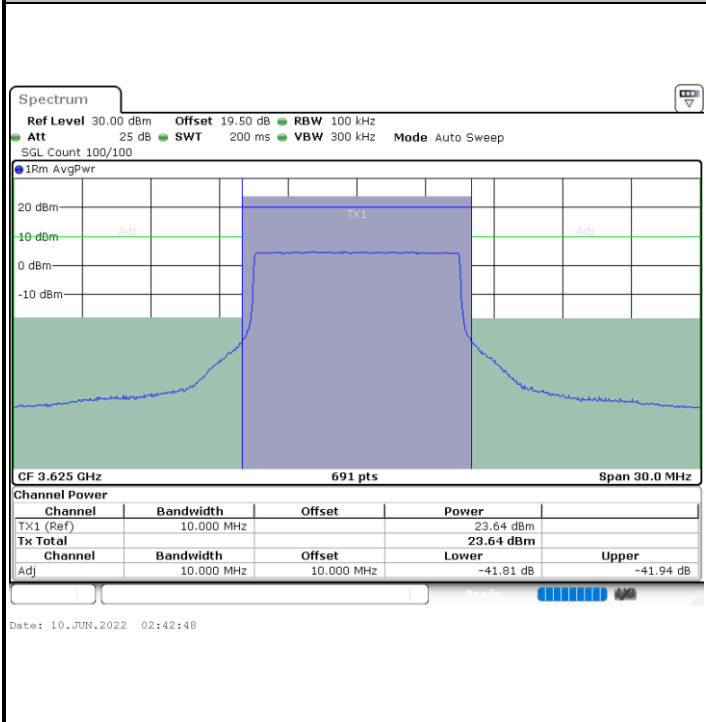 Spectrum
Ref Level 30.00 dBm Offset 19.50 dB RBW 100 kHz
Att 25 dB SWT 200 ms VBW 300 kHz Mode Auto Sweep
SGL Count 100/100
1Rm AvgPwr
20 dBm
TX1
Adj
Adj
10 dBm
0 dBm
-10 dBm
CF 3.625 GHz 691 pts Span 30.0 MHz
Channel Power
Channel Bandwidth Offset Power
TX1 (Ref) 10.000 MHz 23.64 dBm
Tx Total 23.64 dBm
Channel Bandwidth Offset Lower Upper
Adj 10.000 MHz 10.000 MHz -41.81 dB -41.94 dB
Ready
Date: 10.JUN.2022 02:42:48